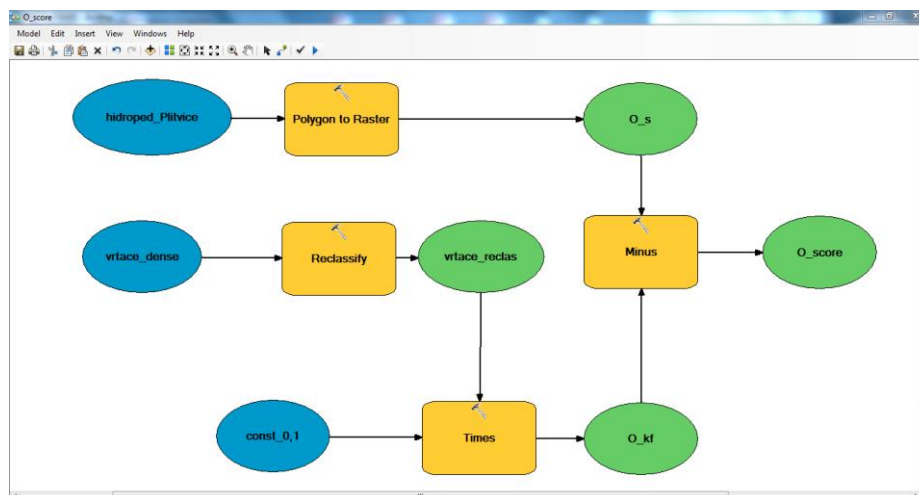 O_score
Model Edit Insert View Windows Help
hidroped_Plitvice
Polygon to Raster
O_s
vrtace_dense
Reclassify
vrtace_reclas
Minus
O_score
const_0,1
Times
O_kf